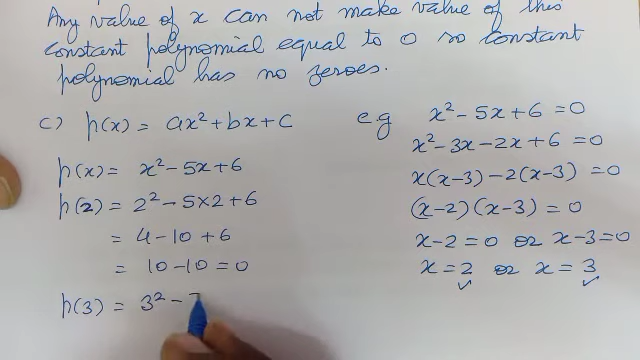 Any value of x can not make value of this
constant polynomial equal to 0 so constant
polynomial has no zeroes.
c) p(x) = ax²+bx+c
p(x) = x²-5x+6
p(2) = 2²-5×2+6
= 4-10+6
= 10-10=0
p(3) = 3²-
e.g x²-5x+6=0
x²-3x-2x+6=0
x(x-3)-2(x-3)=0
(x-2)(x-3)=0
x-2=0 or x-3=0
x=2 or x=3